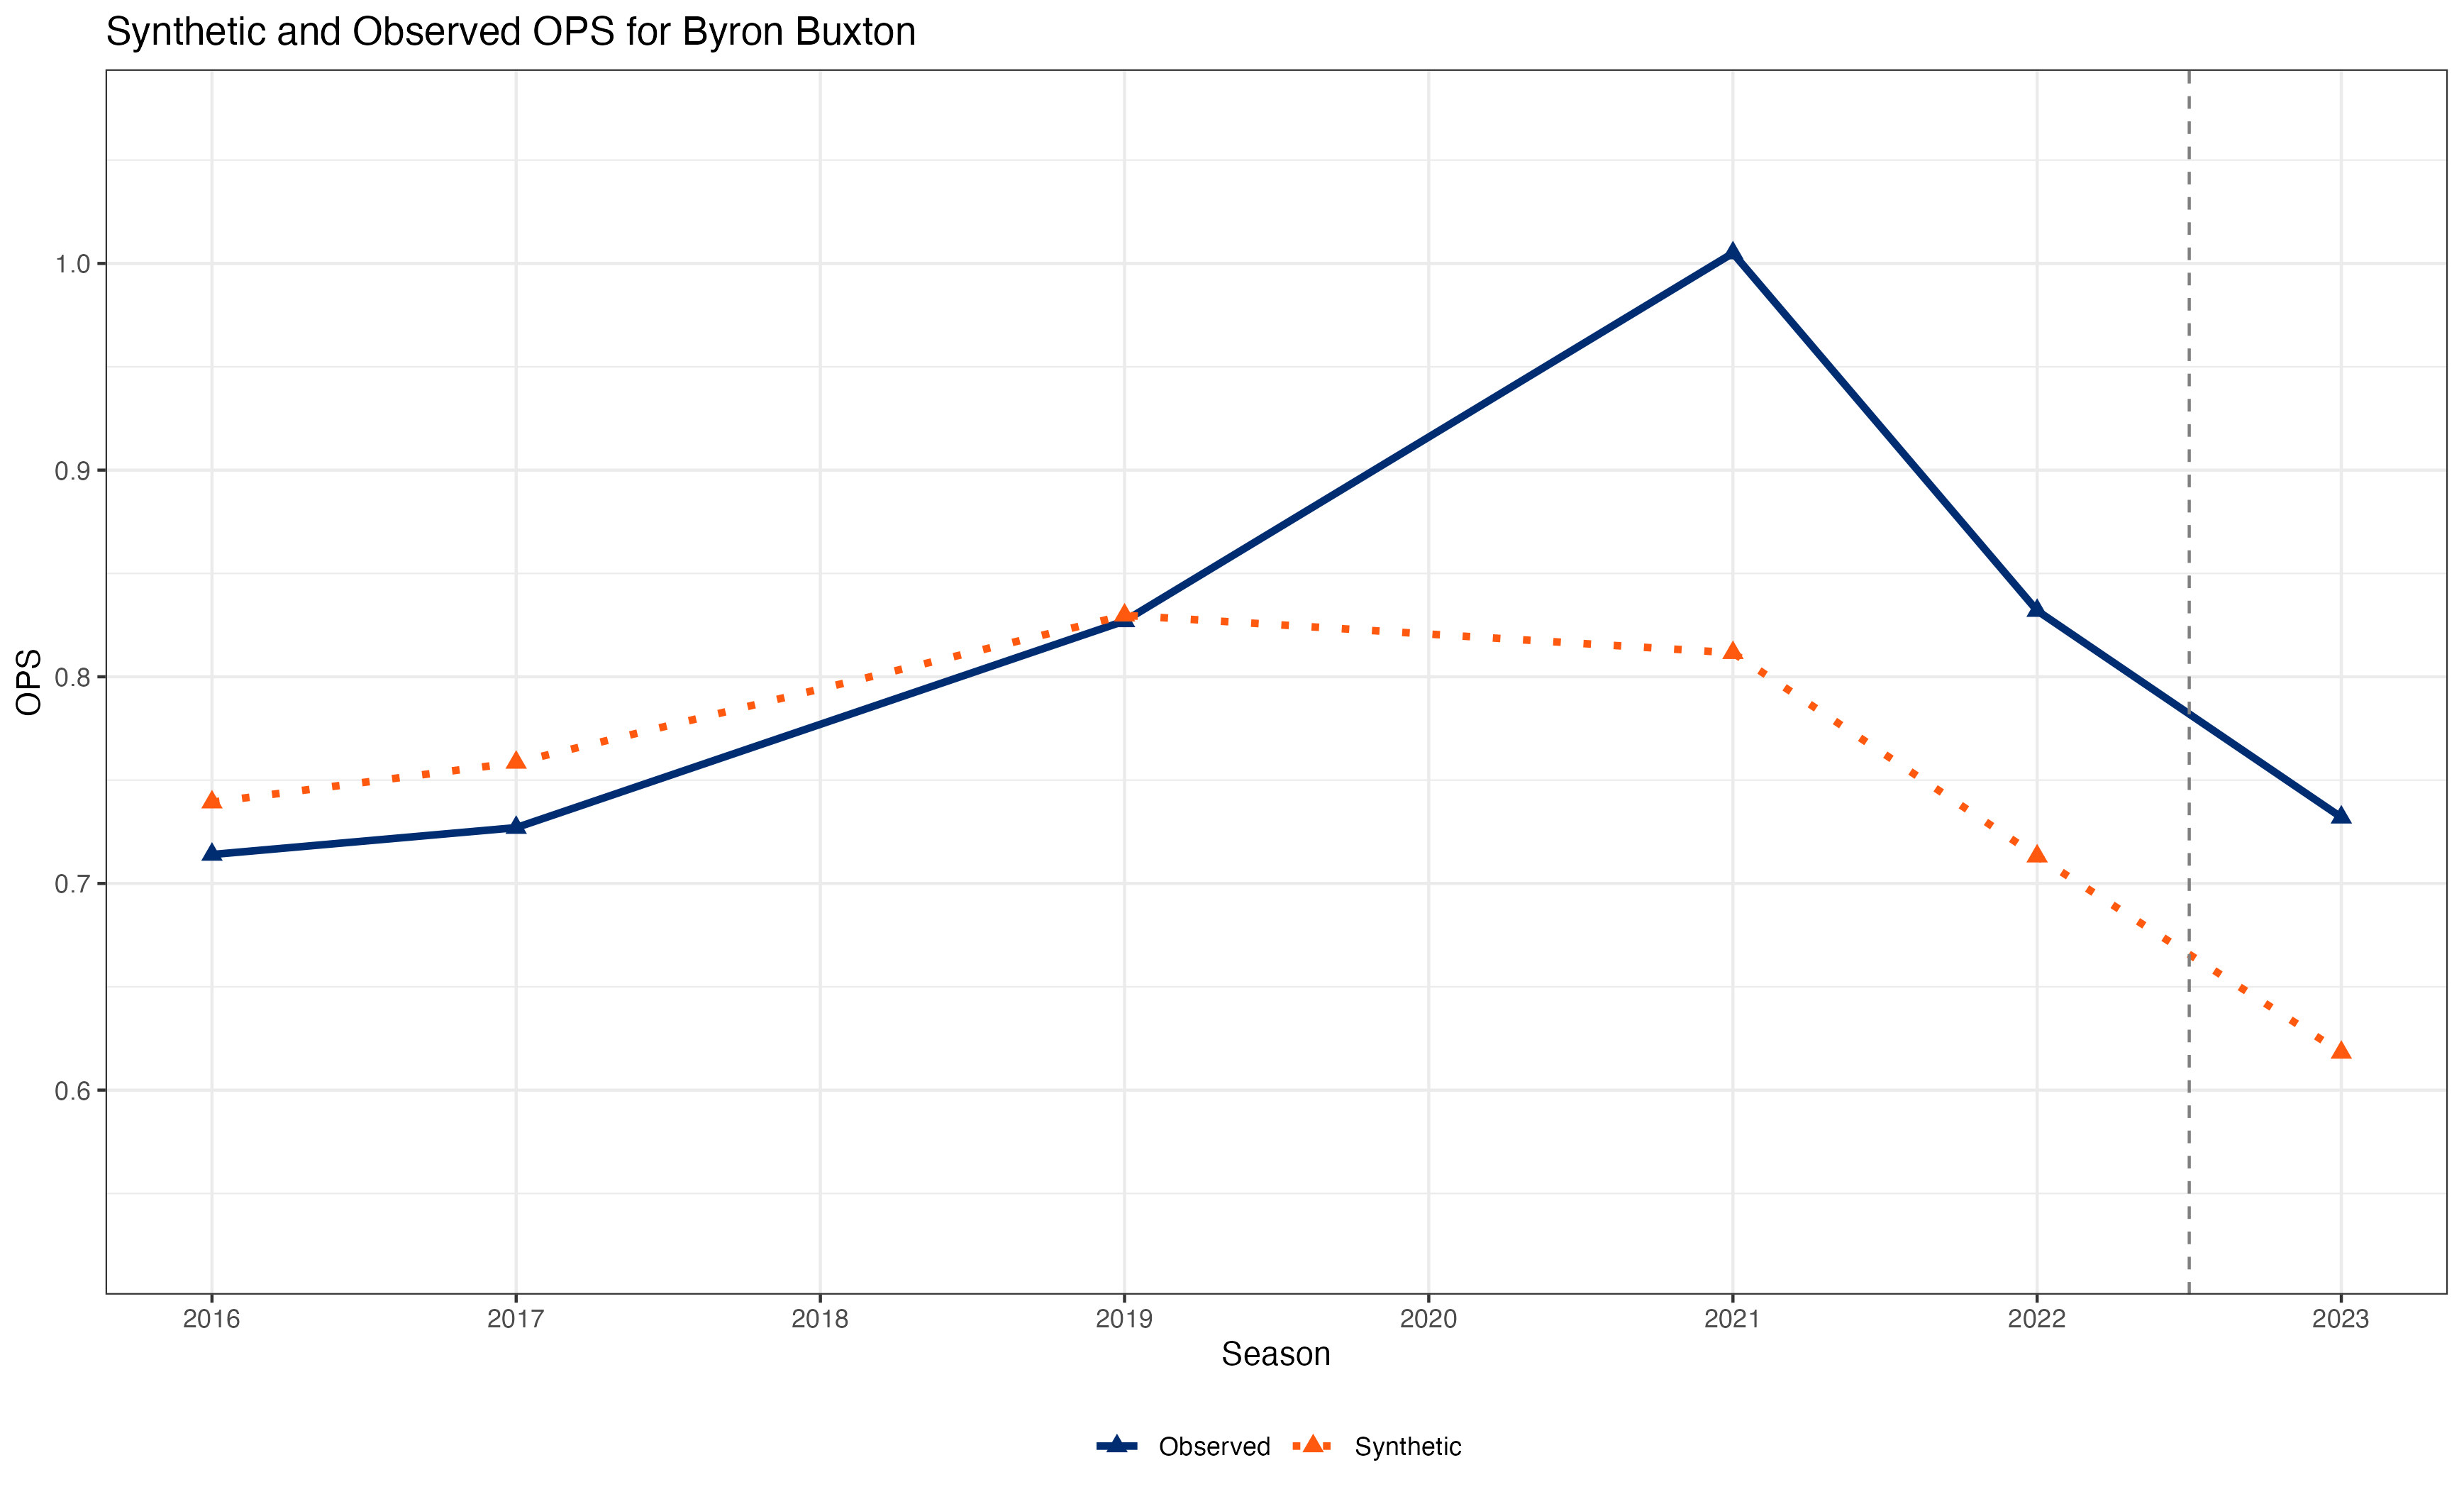 Synthetic and Observed OPS for Byron Buxton
OPS
1.0
0.9
0.8
0.7
0.6
2016 2017 2018 2019 2020 2021 2022 2023
Season
Observed Synthetic